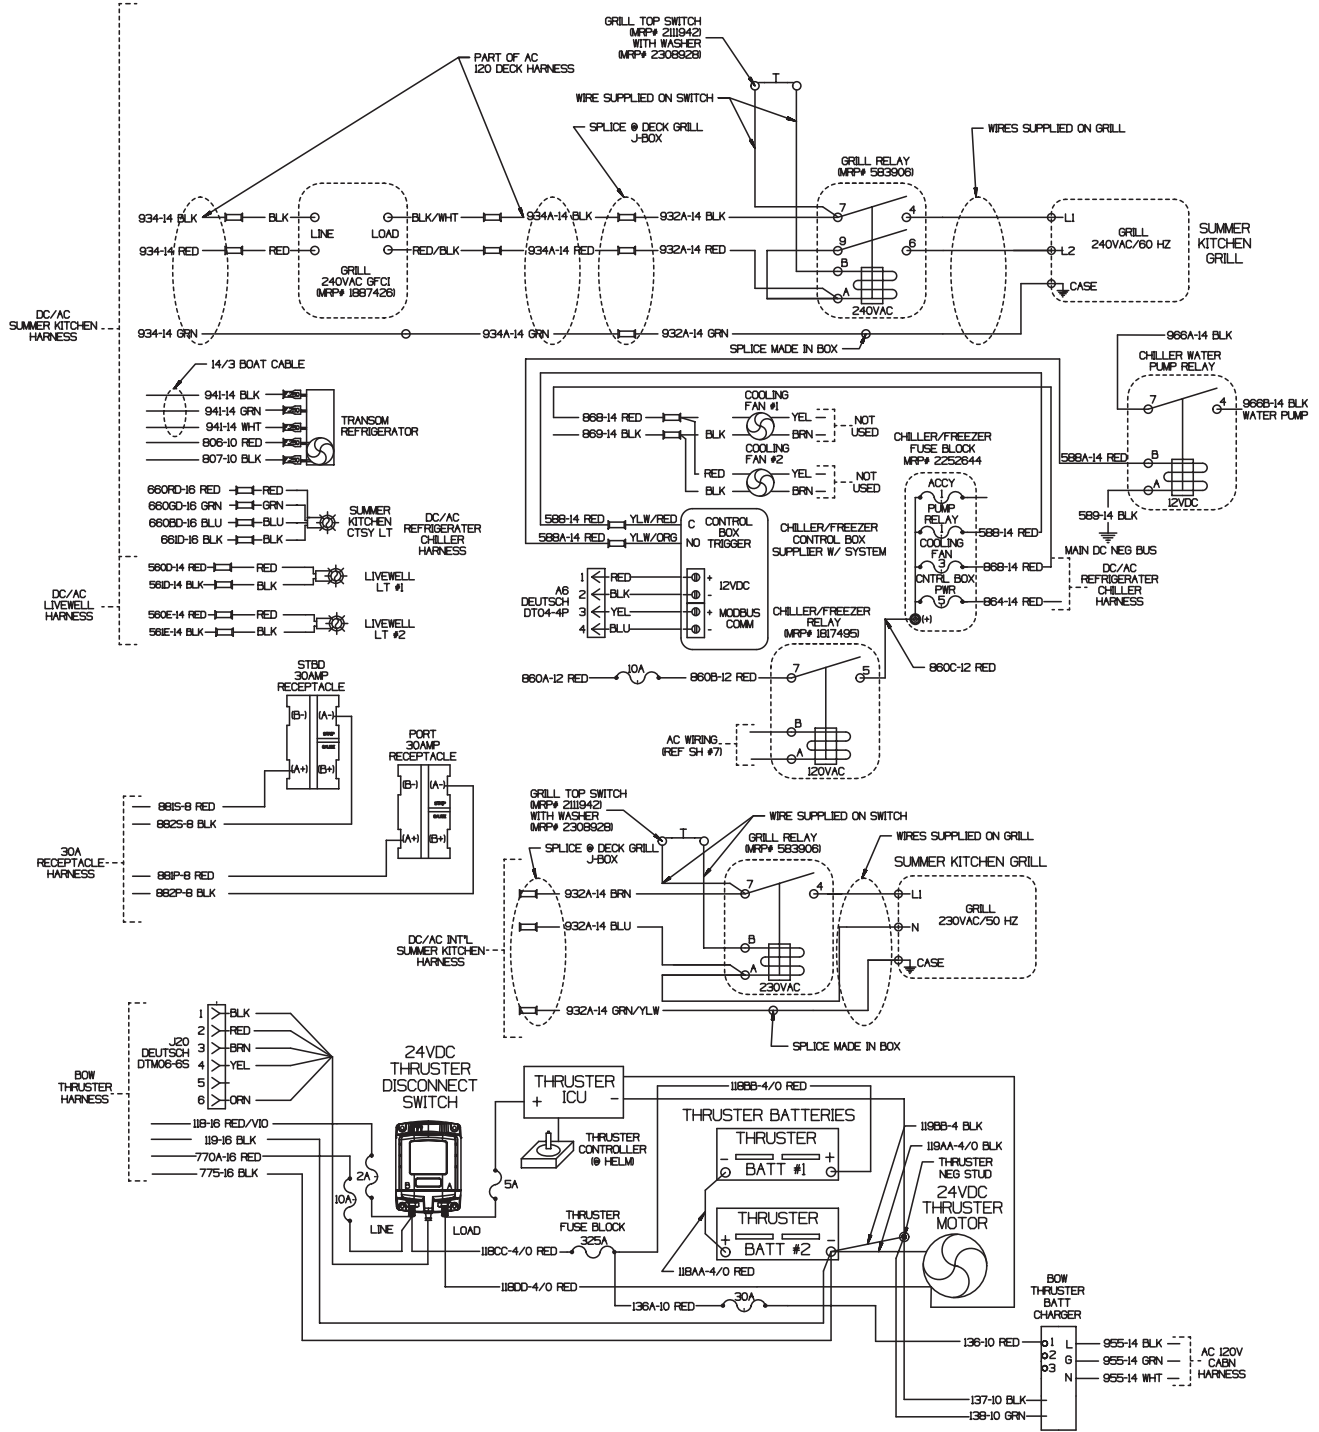 GRILL TOP SWITCH
(MRP# 2111942)
WITH WASHER
(MRP# 2308928)
PART OF AC
120 DECK HARNESS
WIRE SUPPLIED ON SWITCH
T
SPLICE @ DECK GRILL
J-BOX
WIRES SUPPLIED ON GRILL
GRILL RELAY
(MRP# 583906)
934-14 BLK
BLK
BLK/WHT
934A-14 BLK
932A-14 BLK
7
4
L1
LINE
LOAD
GRILL
240VAC/60 HZ
SUMMER
KITCHEN
GRILL
934-14 RED
RED
RED/BLK
934A-14 RED
932A-14 RED
9
6
L2
GRILL
240VAC GFCI
(MRP# 1887426)
B
A
240VAC
CASE
DC/AC
SUMMER KITCHEN
HARNESS
934-14 GRN
934A-14 GRN
932A-14 GRN
SPLICE MADE IN BOX
966A-14 BLK
CHILLER WATER
PUMP RELAY
7
4
966B-14 BLK
WATER PUMP
B
A
12VDC
588A-14 RED
589-14 BLK
MAIN DC NEG BUS
14/3 BOAT CABLE
941-14 BLK
941-14 GRN
941-14 WHT
806-10 RED
807-10 BLK
TRANSOM
REFRIGERATOR
868-14 RED
869-14 BLK
BLK
COOLING
FAN #1
YEL
BRN
NOT
USED
COOLING
FAN #2
RED
BLK
YEL
BRN
NOT
USED
CHILLER/FREEZER
FUSE BLOCK
MRP# 2252644
ACCY
1
PUMP
RELAY
1
588-14 RED
COOLING
FAN
3
868-14 RED
CNTRL BOX
PWR
5
864-14 RED
(+)
DC/AC
REFRIGERATER
CHILLER
HARNESS
660RD-16 RED
RED
660GD-16 GRN
GRN
660BD-16 BLU
BLU
661D-16 BLK
BLK
SUMMER
KITCHEN
CTSY LT
DC/AC
REFRIGERATER
CHILLER
HARNESS
588-14 RED
YLW/RED
588A-14 RED
YLW/ORG
C
NO
CONTROL
BOX
TRIGGER
CHILLER/FREEZER
CONTROL BOX
SUPPLIER W/ SYSTEM
A6
DEUTSCH
DT04-4P
1
RED
2
BLK
3
YEL
4
BLU
+
12VDC
-
+
MODBUS
COMM
-
DC/AC
LIVEWELL
HARNESS
560D-14 RED
RED
561D-14 BLK
BLK
LIVEWELL
LT #1
560E-14 RED
RED
561E-14 BLK
BLK
LIVEWELL
LT #2
CHILLER/FREEZER
RELAY
(MRP# 1817495)
860A-12 RED
10A
860B-12 RED
7
5
860C-12 RED
B
A
120VAC
AC WIRING
(REF SH #7)
STBD
30AMP
RECEPTACLE
(B-)
(A-)
(A+)
(B+)
PORT
30AMP
RECEPTACLE
(B-)
(A-)
(A+)
(B+)
30A
RECEPTACLE
HARNESS
881S-8 RED
882S-8 BLK
881P-8 RED
882P-8 BLK
GRILL TOP SWITCH
(MRP# 2111942)
WITH WASHER
(MRP# 2308928)
T
WIRE SUPPLIED ON SWITCH
SPLICE @ DECK GRILL
J-BOX
GRILL RELAY
(MRP# 583906)
WIRES SUPPLIED ON GRILL
SUMMER KITCHEN GRILL
DC/AC INT'L
SUMMER KITCHEN
HARNESS
932A-14 BRN
7
4
L1
GRILL
230VAC/50 HZ
932A-14 BLU
N
B
A
230VAC
CASE
932A-14 GRN/YLW
SPLICE MADE IN BOX
BOW
THRUSTER
HARNESS
J20
DEUTSCH
DTM06-6S
1
BLK
2
RED
3
BRN
4
YEL
5
6
ORN
118-16 RED/VIO
119-16 BLK
770A-16 RED
775-16 BLK
24VDC
THRUSTER
DISCONNECT
SWITCH
B
A
2A
10A
5A
LINE
LOAD
THRUSTER
ICU
+
-
THRUSTER
CONTROLLER
(@ HELM)
118BB-4/0 RED
THRUSTER BATTERIES
THRUSTER
-
+
BATT #1
THRUSTER
+
-
BATT #2
119BB-4 BLK
119AA-4/0 BLK
THRUSTER
NEG STUD
24VDC
THRUSTER
MOTOR
THRUSTER
FUSE BLOCK
325A
118CC-4/0 RED
118AA-4/0 RED
118DD-4/0 RED
136A-10 RED
30A
BOW
THRUSTER
BATT
CHARGER
136-10 RED
1
2
3
L
G
N
955-14 BLK
955-14 GRN
955-14 WHT
AC 120V
CABN
HARNESS
137-10 BLK
138-10 GRN